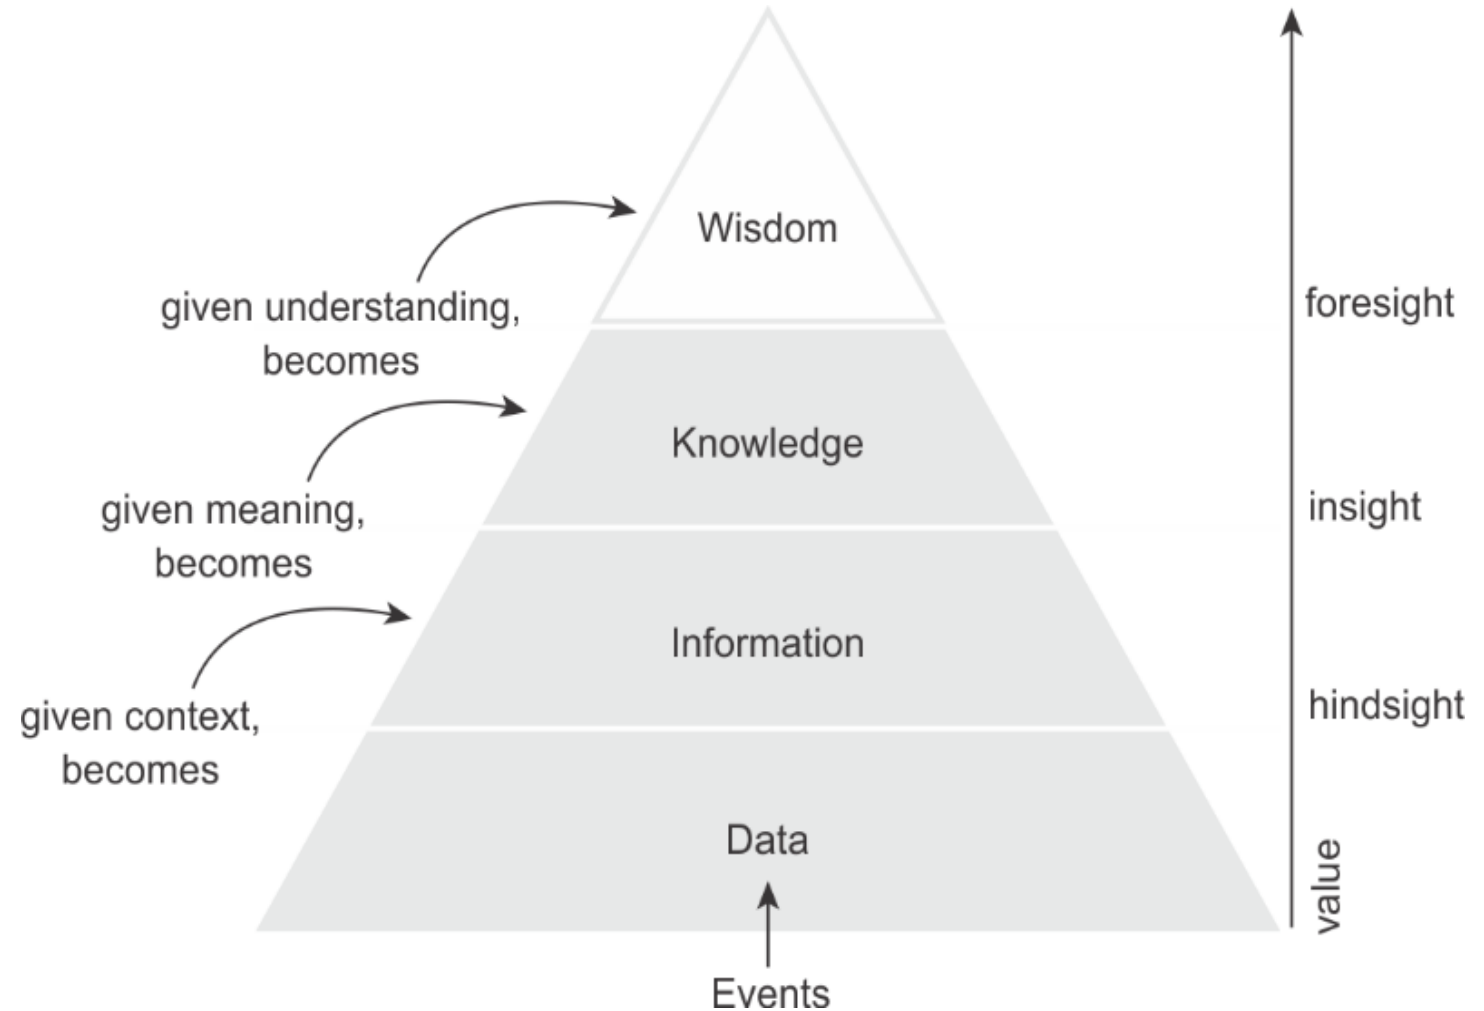 Wisdom
given understanding,
becomes
foresight
Knowledge
given meaning,
becomes
insight
Information
given context,
becomes
hindsight
Data
value
Events